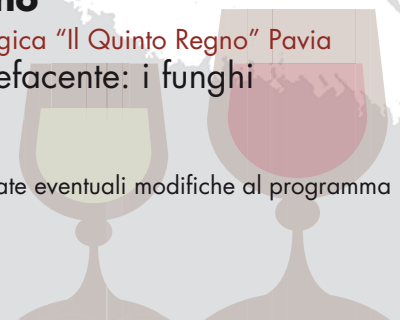 gica “Il Quinto Regno” Pavia
efacente: i funghi
ate eventuali modifiche al programma